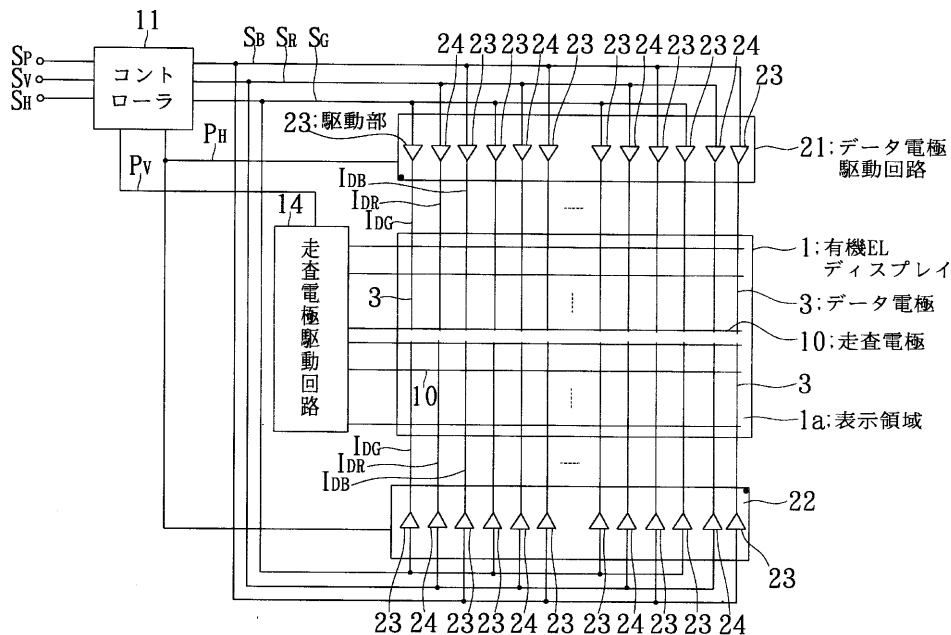 11
SP
SV
SH
コント
ローラ
SB
SR
SG
24 23 23 24 23 23 24 23 23 24
23
23;駆動部
PH
PV
21;データ電極
駆動回路
IDB
IDR
IDG
14
走査電極駆動回路
1;有機EL
ディスプレイ
3
3;データ電極
10;走査電極
10
3
1a;表示領域
IDG
IDR
IDB
22
23
23 24 23 23 24 23 23 24 23 23 24